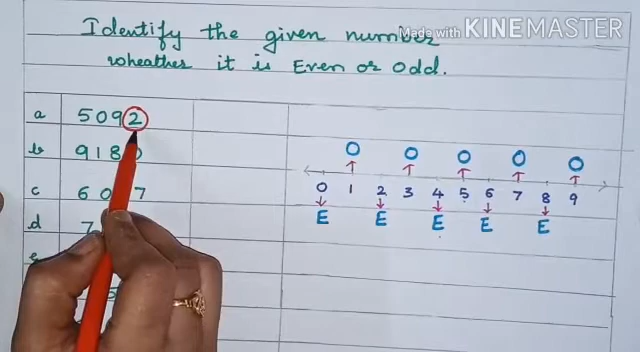 Made with KINEMASTER
Identify the given number
wheather it is Even or Odd.
a 5092
b 918
c 60 7
d 7
O O O O O
0 1 2 3 4 5 6 7 8 9
E E E E E